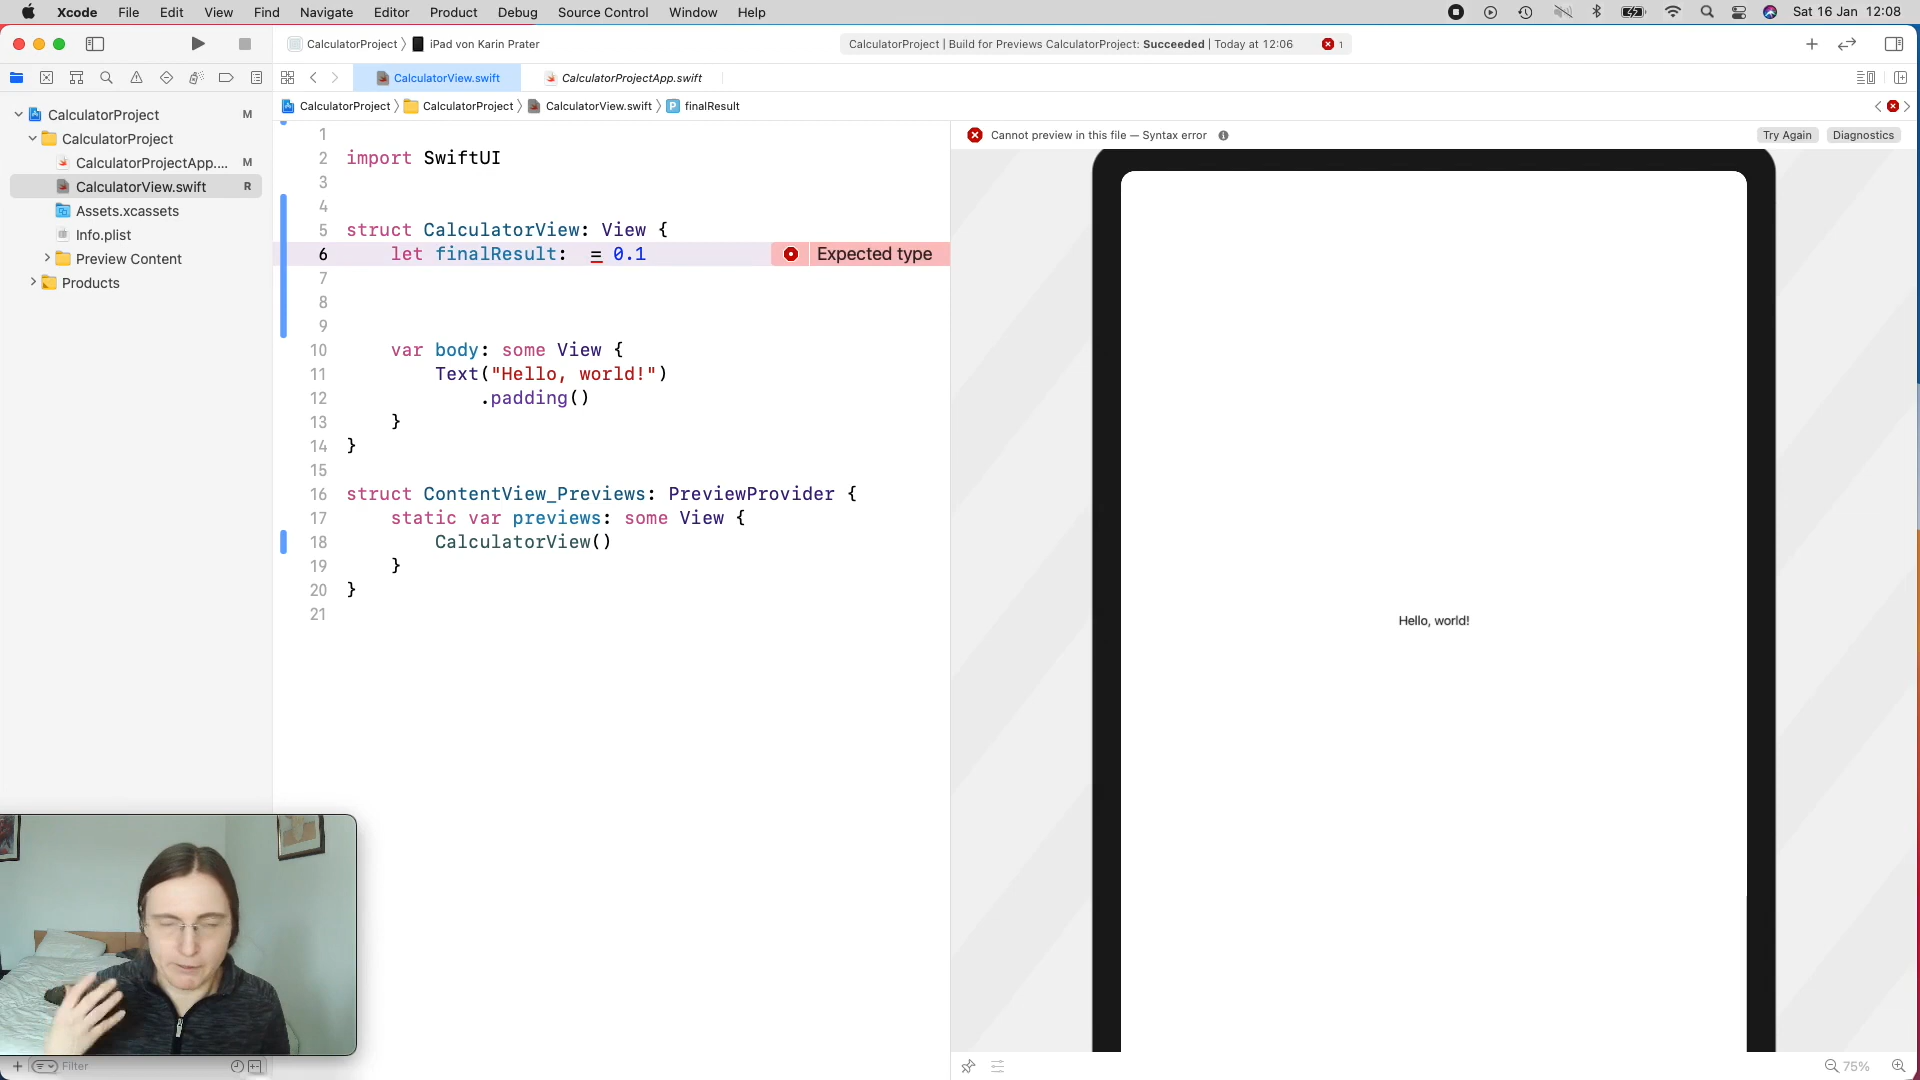 Xcode File Edit View Find Navigate Editor Product Debug Source Control Window Help Sat 16 Jan 12:08
CalculatorProject iPad von Karin Prater CalculatorProject | Build for Previews CalculatorProject: Succeeded | Today at 12:06 1
CalculatorView.swift CalculatorProjectApp.swift
CalculatorProject CalculatorProject CalculatorView.swift P finalResult
CalculatorProject M
CalculatorProject
CalculatorProjectApp.... M
CalculatorView.swift R
Assets.xcassets
Info.plist
Preview Content
Products
1
2 import SwiftUI
3
4
5 struct CalculatorView: View {
6 let finalResult: = 0.1 Expected type
7
8
9
10 var body: some View {
11 Text("Hello, world!")
12 .padding()
13 }
14 }
15
16 struct ContentView_Previews: PreviewProvider {
17 static var previews: some View {
18 CalculatorView()
19 }
20 }
21
Cannot preview in this file — Syntax error Try Again Diagnostics
Hello, world!
Filter
75%